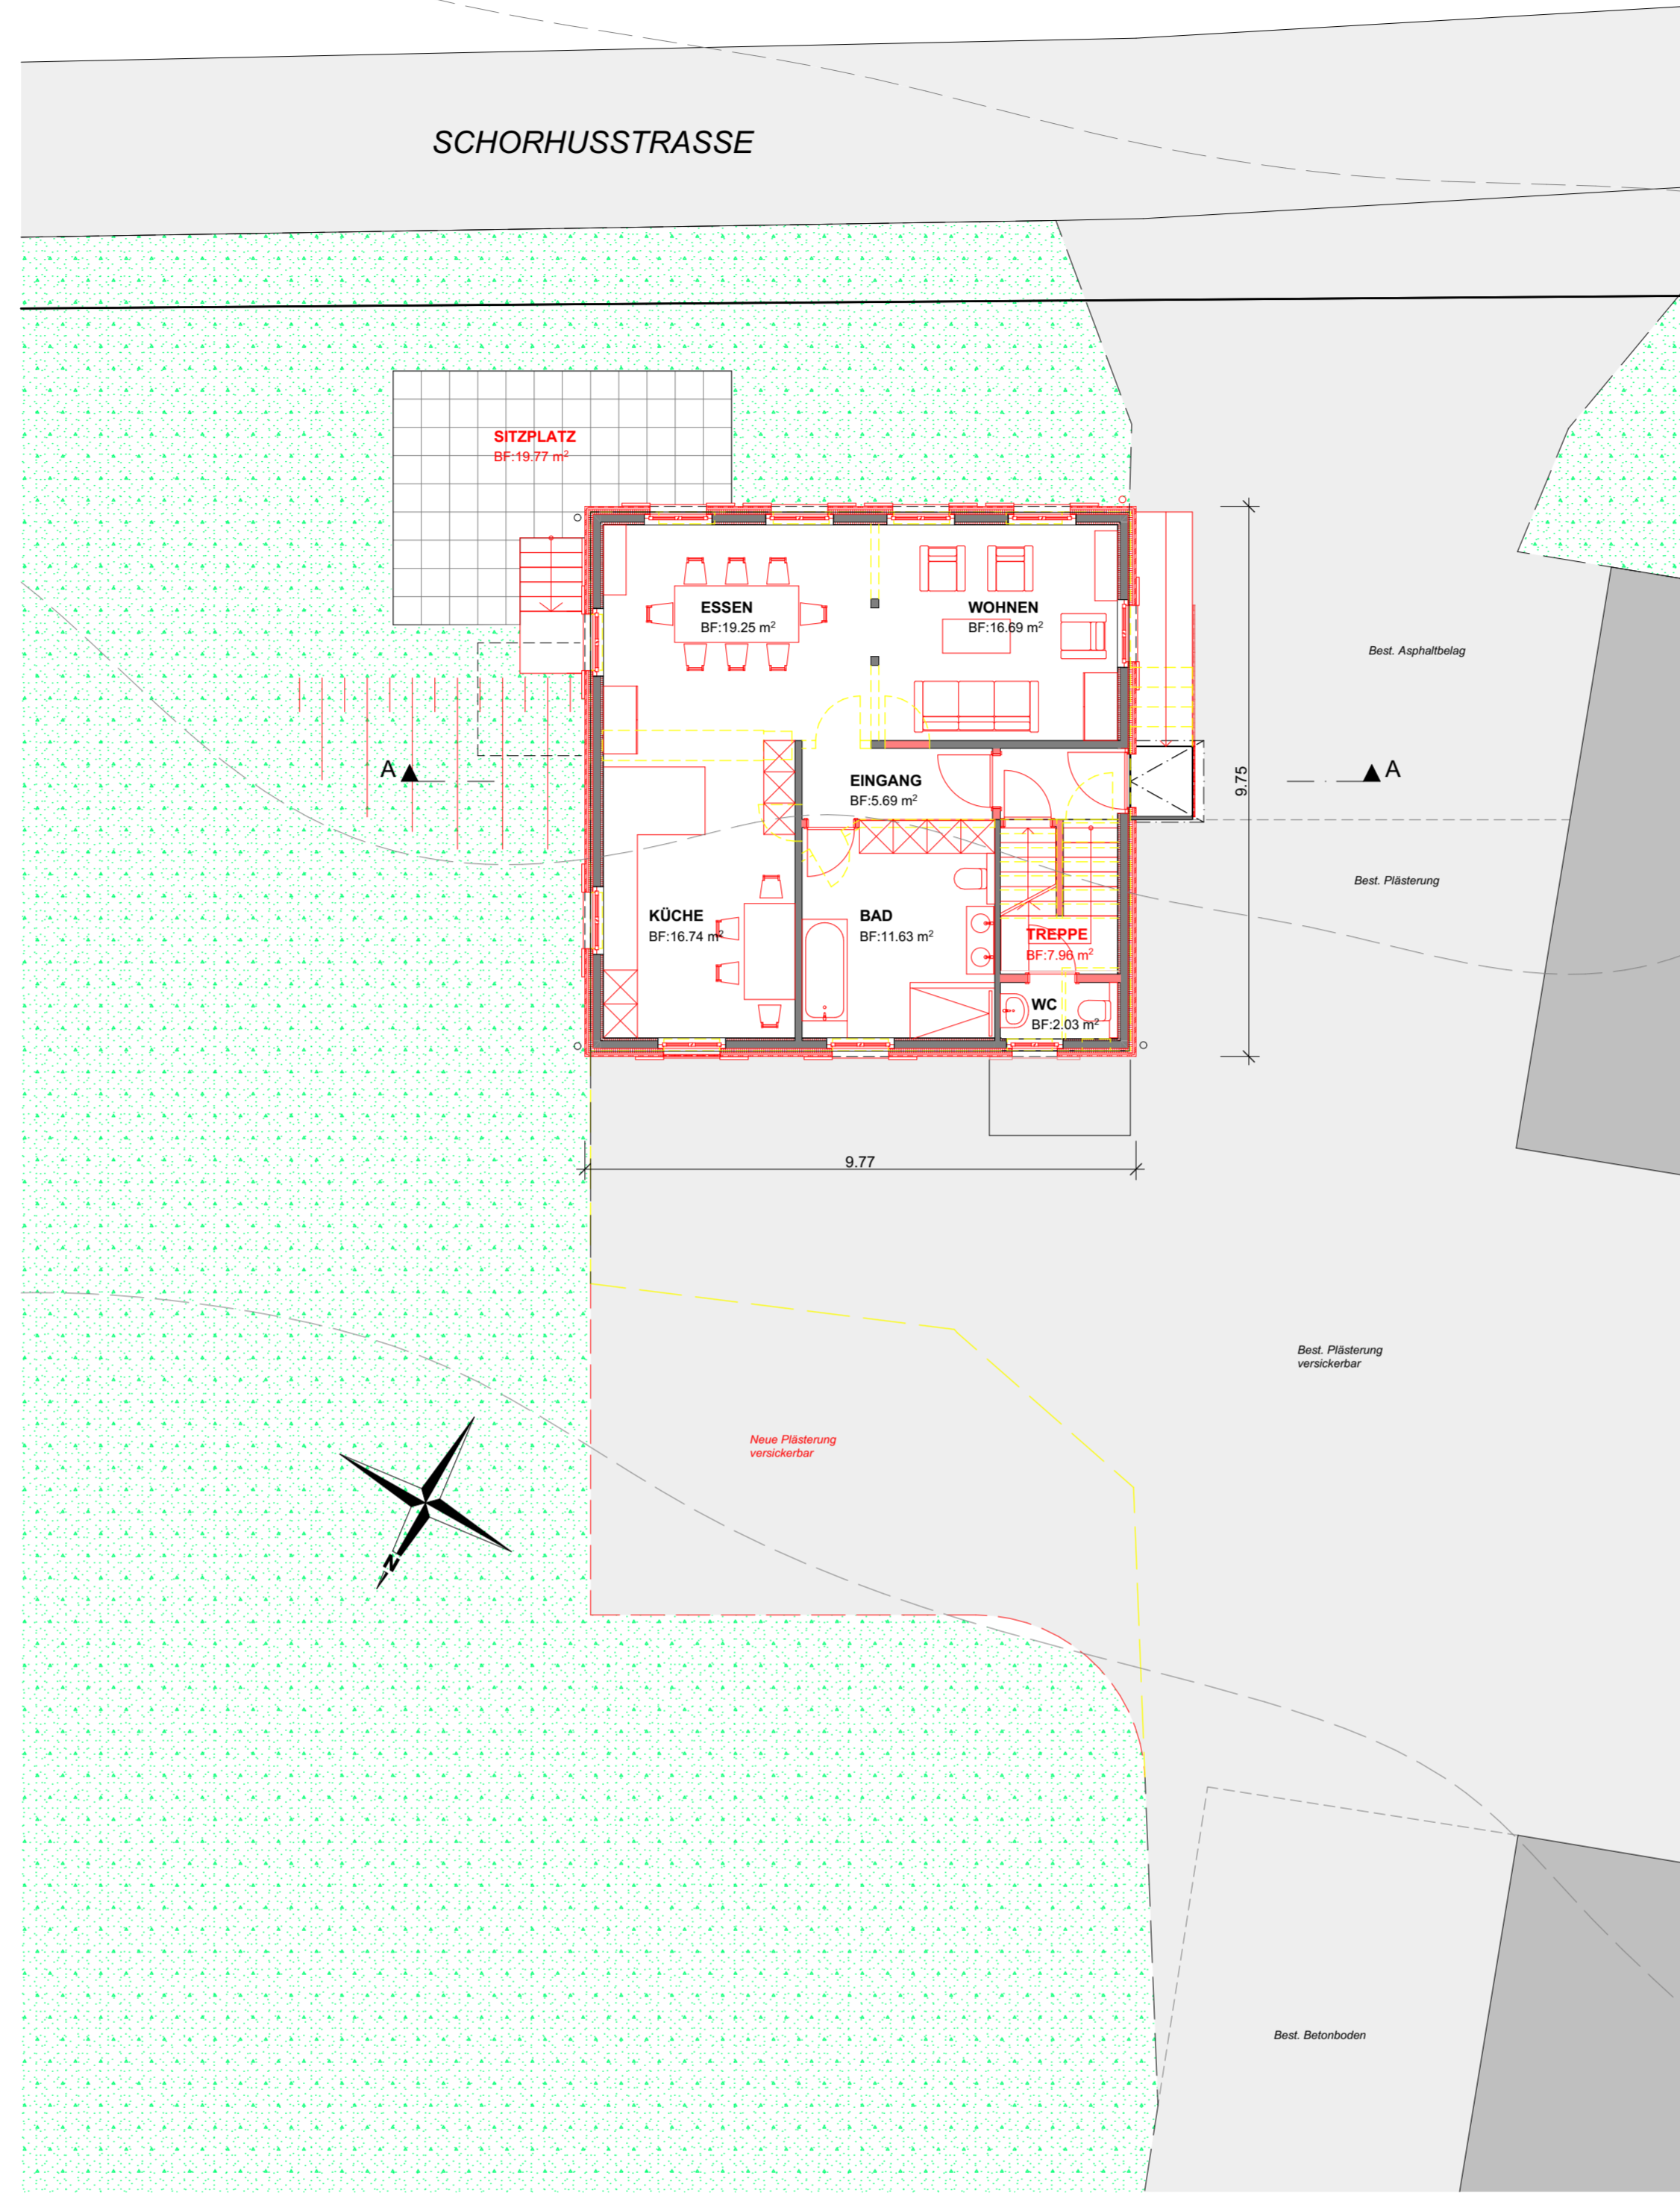 SCHORHUSSTRASSE
SITZPLATZ
BF:19.77 m²
ESSEN
BF:19.25 m²
WOHNEN
BF:16.69 m²
Best. Asphaltbelag
A
EINGANG
BF:5.69 m²
9.75
A
Best. Plästerung
KÜCHE
BF:16.74 m²
BAD
BF:11.63 m²
TREPPE
BF:7.96 m²
WC
BF:2.03 m²
9.77
Best. Plästerung
versickerbar
Neue Plästerung
versickerbar
N
Best. Betonboden